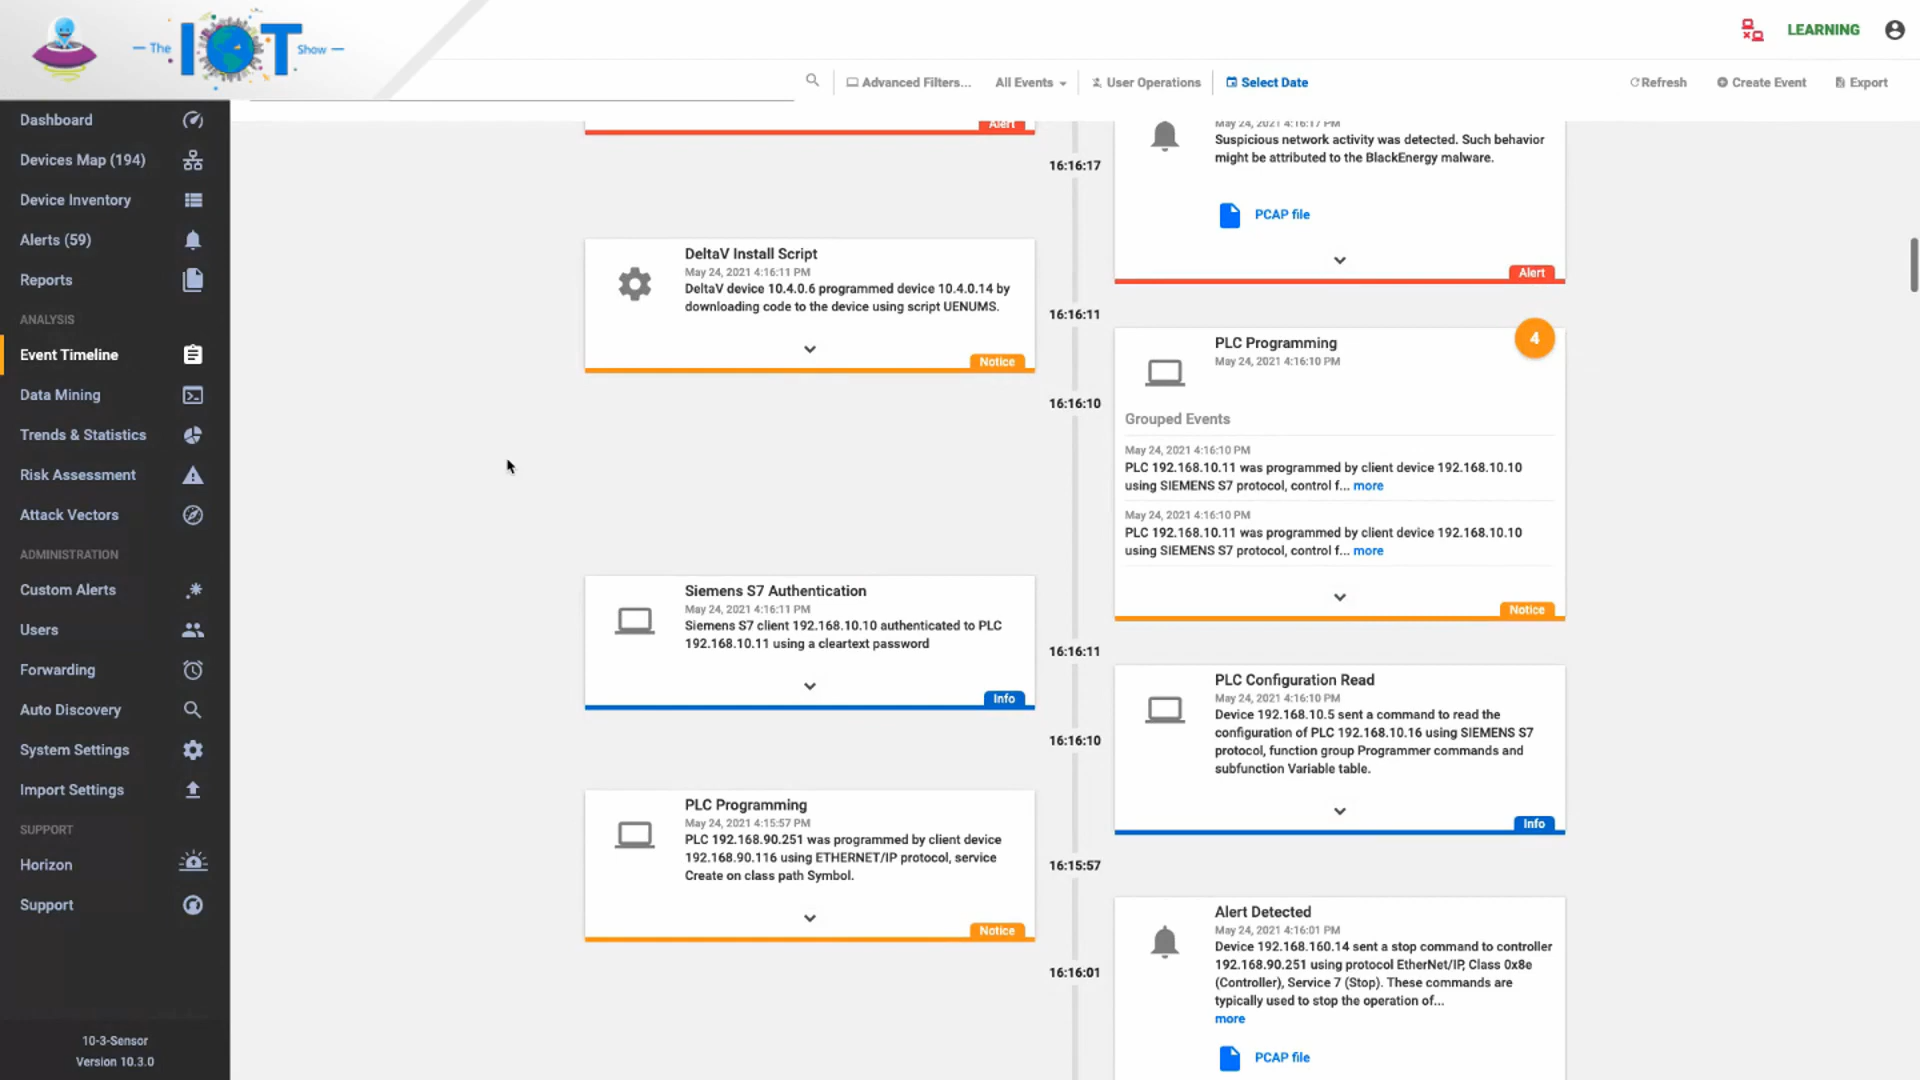 The IOT Show
LEARNING
Advanced Filters...
All Events
User Operations
Select Date
Refresh
Create Event
Export
Dashboard
Devices Map (194)
Device Inventory
Alerts (59)
Reports
ANALYSIS
Event Timeline
Data Mining
Trends & Statistics
Risk Assessment
Attack Vectors
ADMINISTRATION
Custom Alerts
Users
Forwarding
Auto Discovery
System Settings
Import Settings
SUPPORT
Horizon
Support
10-3-Sensor
Version 10.3.0
Alert
May 24, 2021 4:16:17 PM
Suspicious network activity was detected. Such behavior
might be attributed to the BlackEnergy malware.
PCAP file
Alert
16:16:17
DeltaV Install Script
May 24, 2021 4:16:11 PM
DeltaV device 10.4.0.6 programmed device 10.4.0.14 by
downloading code to the device using script UENUMS.
Notice
16:16:11
PLC Programming
May 24, 2021 4:16:10 PM
4
Grouped Events
May 24, 2021 4:16:10 PM
PLC 192.168.10.11 was programmed by client device 192.168.10.10
using SIEMENS S7 protocol, control f... more
May 24, 2021 4:16:10 PM
PLC 192.168.10.11 was programmed by client device 192.168.10.10
using SIEMENS S7 protocol, control f... more
Notice
16:16:10
Siemens S7 Authentication
May 24, 2021 4:16:11 PM
Siemens S7 client 192.168.10.10 authenticated to PLC
192.168.10.11 using a cleartext password
Info
16:16:11
PLC Configuration Read
May 24, 2021 4:16:10 PM
Device 192.168.10.5 sent a command to read the
configuration of PLC 192.168.10.16 using SIEMENS S7
protocol, function group Programmer commands and
subfunction Variable table.
Info
16:16:10
PLC Programming
May 24, 2021 4:15:57 PM
PLC 192.168.90.251 was programmed by client device
192.168.90.116 using ETHERNET/IP protocol, service
Create on class path Symbol.
Notice
16:15:57
Alert Detected
May 24, 2021 4:16:01 PM
Device 192.168.160.14 sent a stop command to controller
192.168.90.251 using protocol EtherNet/IP, Class 0x8e
(Controller), Service 7 (Stop). These commands are
typically used to stop the operation of...
more
PCAP file
16:16:01